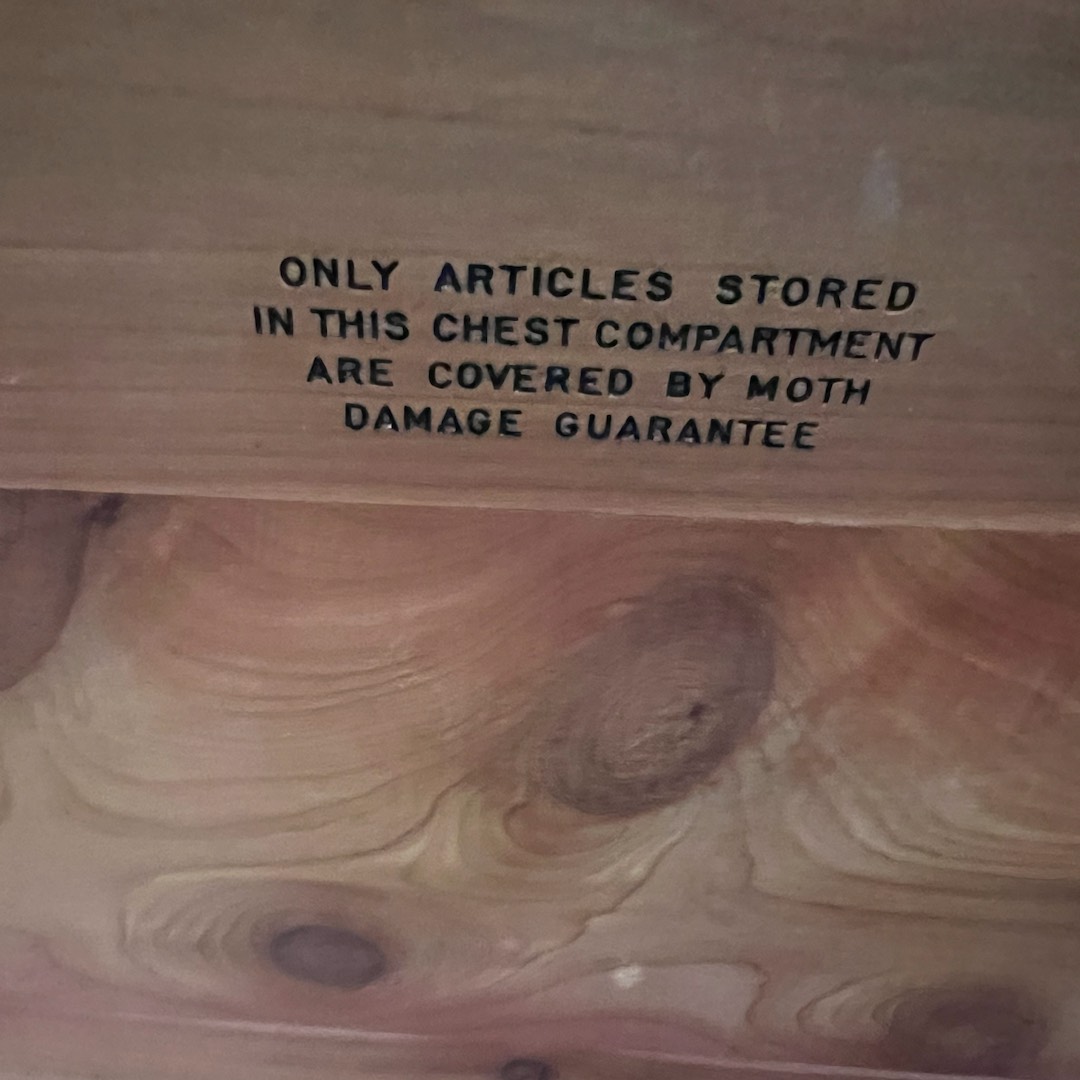 ONLY ARTICLES STORED
IN THIS CHEST COMPARTMENT
ARE COVERED BY MOTH
DAMAGE GUARANTEE